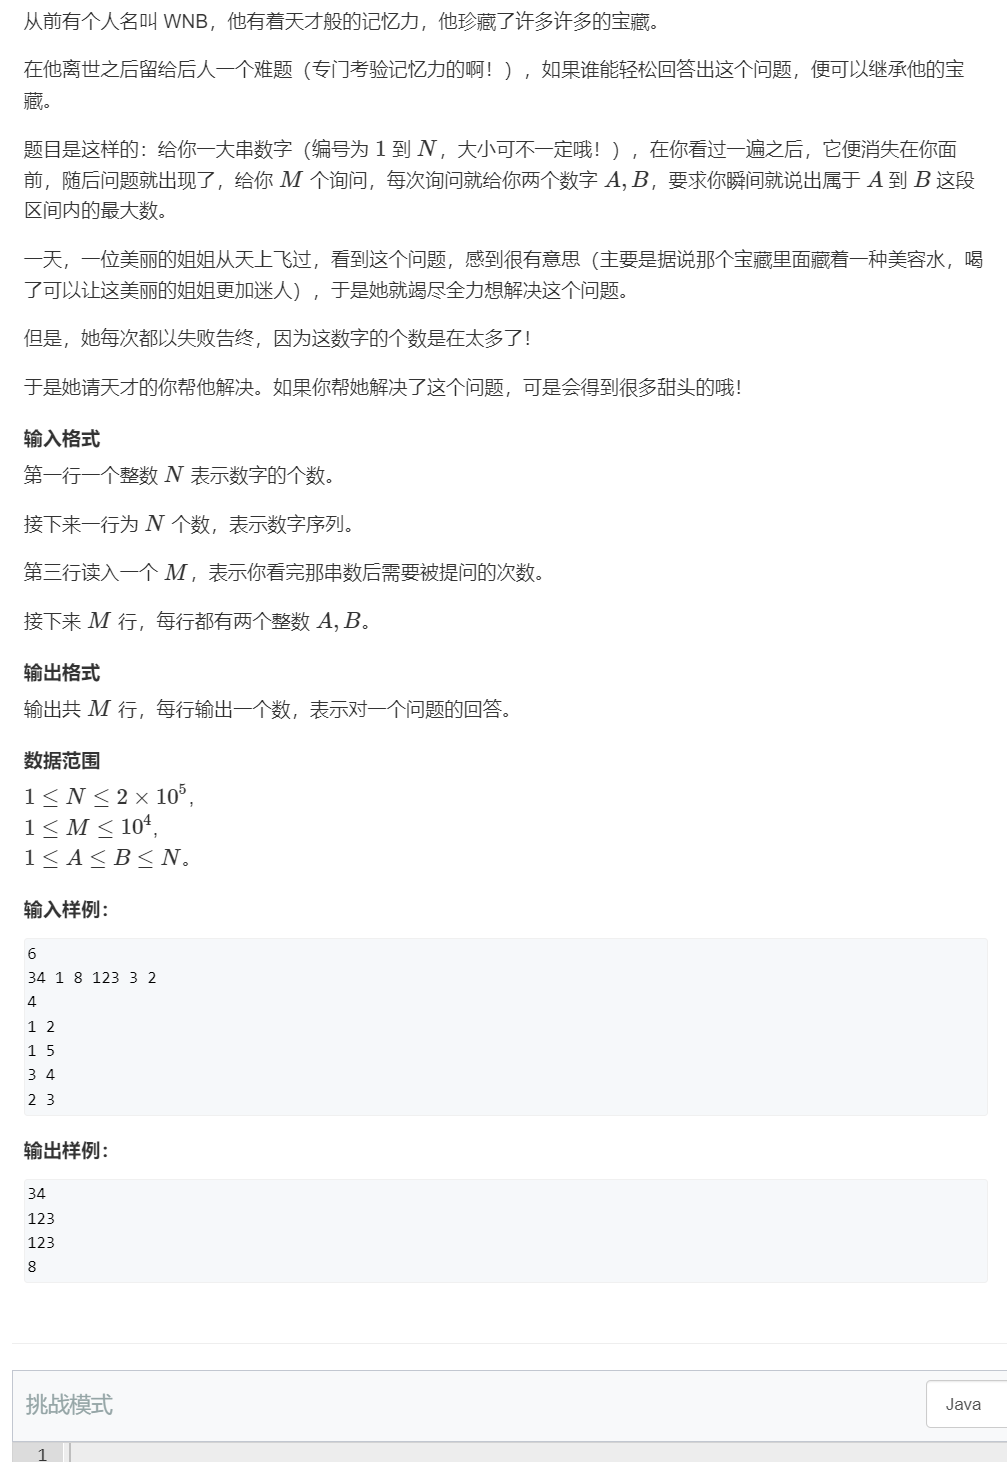 从前有个人名叫 WNB，他有着天才般的记忆力，他珍藏了许多许多的宝藏。
在他离世之后留给后人一个难题（专门考验记忆力的啊！），如果谁能轻松回答出这个问题，便可以继承他的宝
藏。
题目是这样的：给你一大串数字（编号为 1 到 N，大小可不一定哦！），在你看过一遍之后，它便消失在你面
前，随后问题就出现了，给你 M 个询问，每次询问就给你两个数字 A, B，要求你瞬间就说出属于 A 到 B 这段
区间内的最大数。
一天，一位美丽的姐姐从天上飞过，看到这个问题，感到很有意思（主要是据说那个宝藏里面藏着一种美容水，喝
了可以让这美丽的姐姐更加迷人），于是她就竭尽全力想解决这个问题。
但是，她每次都以失败告终，因为这数字的个数是在太多了！
于是她请天才的你帮他解决。如果你帮她解决了这个问题，可是会得到很多甜头的哦！
输入格式
第一行一个整数 N 表示数字的个数。
接下来一行为 N 个数，表示数字序列。
第三行读入一个 M，表示你看完那串数后需要被提问的次数。
接下来 M 行，每行都有两个整数 A, B。
输出格式
输出共 M 行，每行输出一个数，表示对一个问题的回答。
数据范围
1 ≤ N ≤ 2 × 10⁵,
1 ≤ M ≤ 10⁴,
1 ≤ A ≤ B ≤ N。
输入样例：
6
34 1 8 123 3 2
4
1 2
1 5
3 4
2 3
输出样例：
34
123
123
8
挑战模式
Java
1